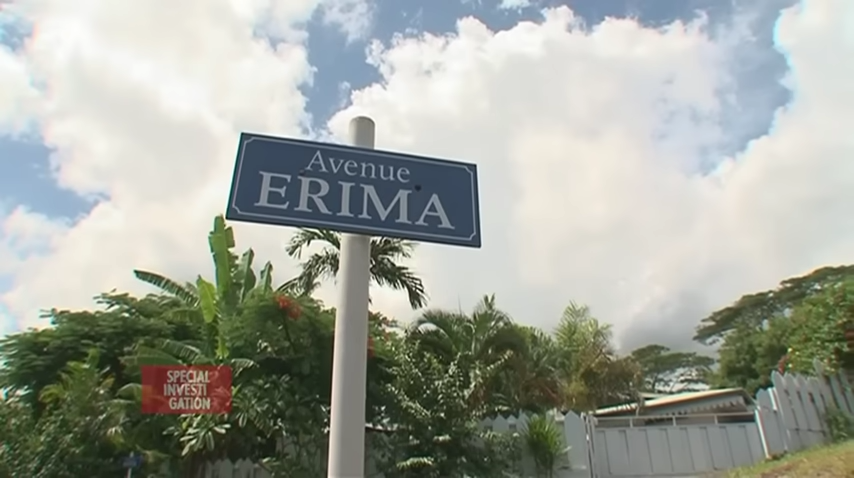 Avenue
ERIMA
SPECIAL
INVESTI
GATION